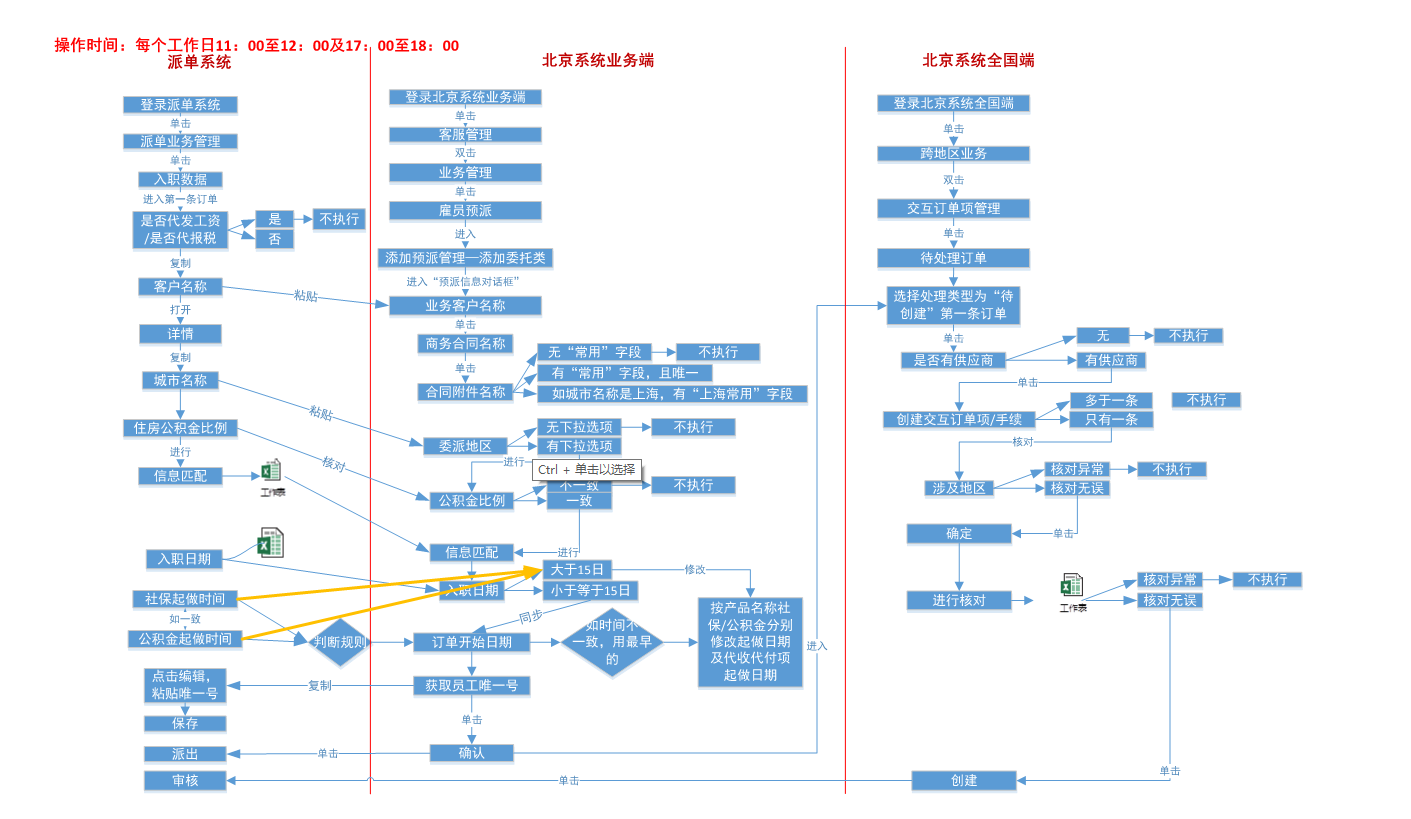 操作时间：每个工作日11：00至12：00及17：00至18：00
派单系统
登录派单系统
单击
派单业务管理
单击
入职数据
进入第一条订单
是否代发工资
/是否代报税
是
不执行
否
复制
客户名称
粘贴
打开
详情
复制
城市名称
粘贴
住房公积金比例
核对
进行
信息匹配
工作表
入职日期
社保起做时间
如一致
公积金起做时间
判断规则
点击编辑，
粘贴唯一号
复制
保存
派出
单击
审核
单击
北京系统业务端
登录北京系统业务端
单击
客服管理
双击
业务管理
单击
雇员预派
进入
添加预派管理—添加委托类
进入“预派信息对话框”
业务客户名称
单击
商务合同名称
单击
合同附件名称
无“常用”字段
不执行
有“常用”字段，且唯一
如城市名称是上海，有“上海常用”字段
委派地区
无下拉选项
不执行
有下拉选项
进行
Ctrl + 单击以选择
公积金比例
不一致
不执行
一致
进行
信息匹配
入职日期
大于15日
修改
小于等于15日
同步
订单开始日期
如时间不
一致，用最早
的
按产品名称社
保/公积金分别
修改起做日期
及代收代付项
起做日期
获取员工唯一号
单击
确认
进入
北京系统全国端
登录北京系统全国端
单击
跨地区业务
双击
交互订单项管理
单击
待处理订单
选择处理类型为“待
创建”第一条订单
单击
是否有供应商
无
不执行
有供应商
单击
创建交互订单项/手续
多于一条
不执行
只有一条
核对
涉及地区
核对异常
不执行
核对无误
单击
确定
进行核对
工作表
核对异常
不执行
核对无误
单击
创建